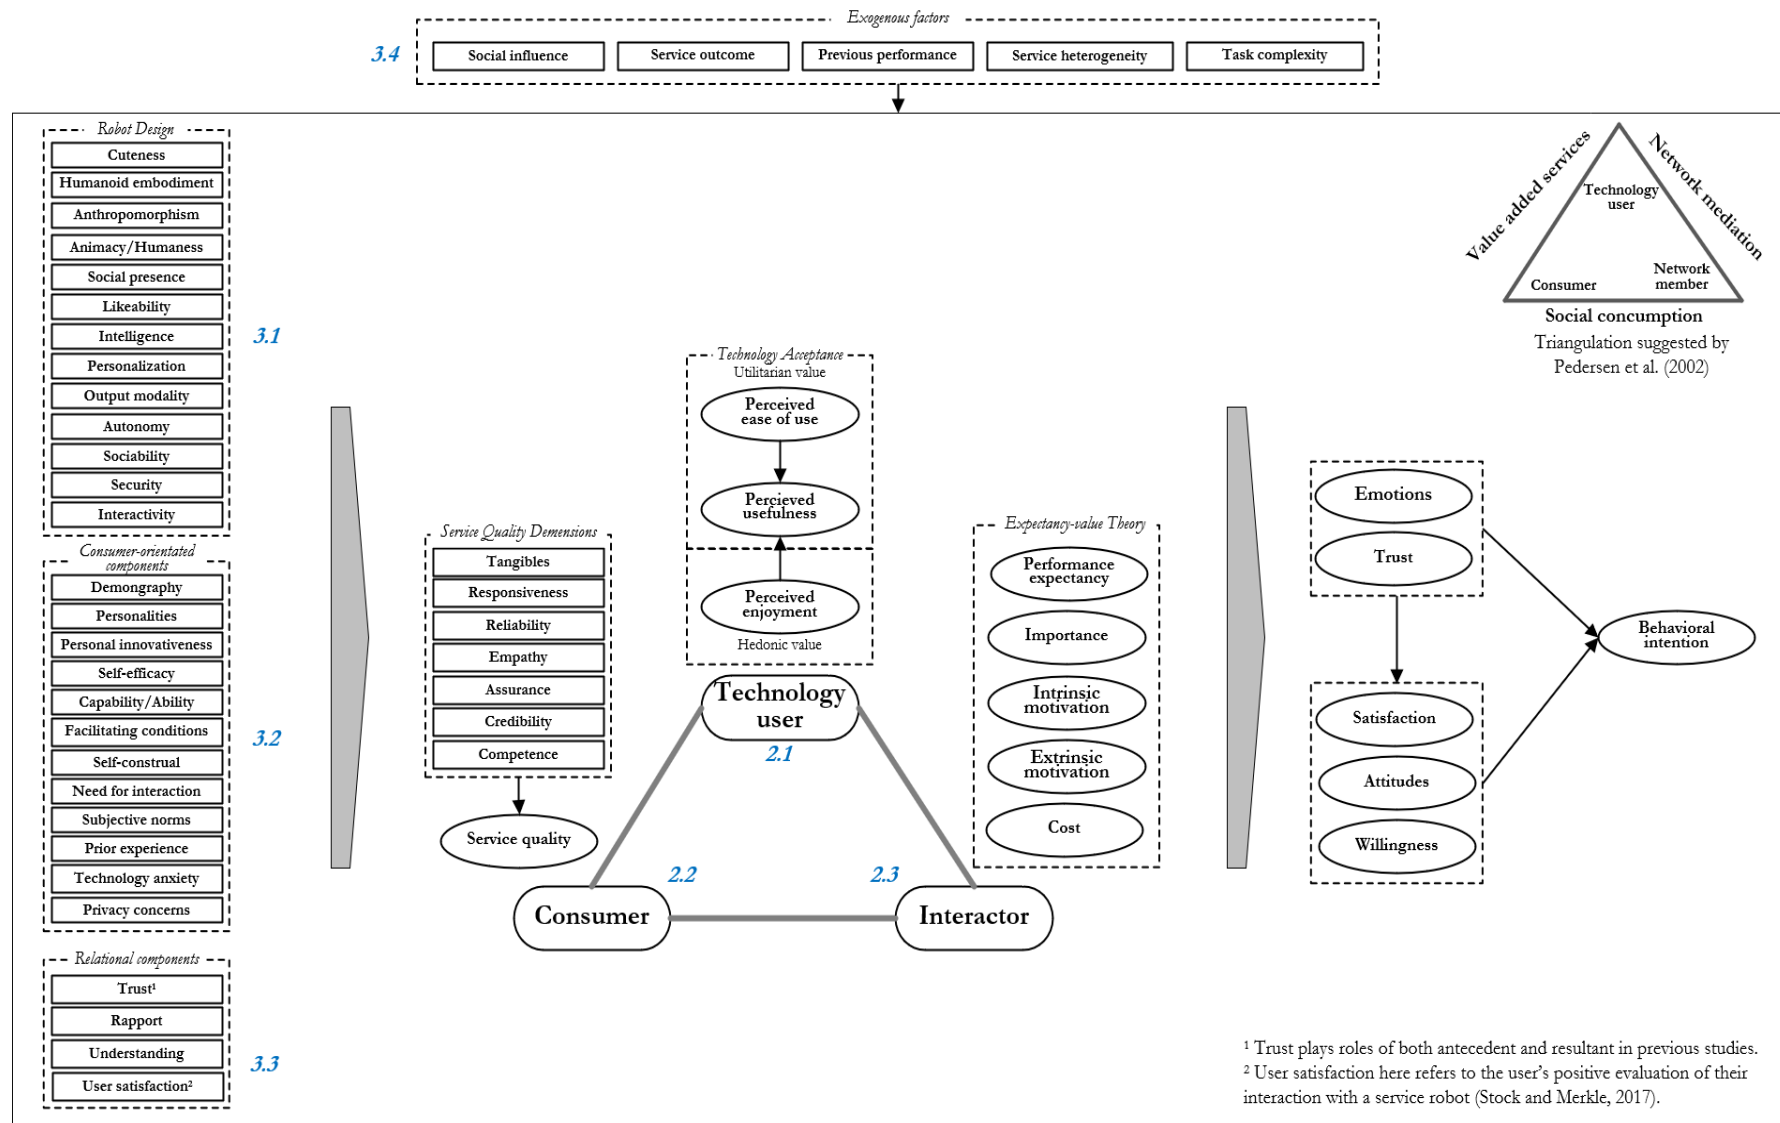 Exogenous factors
3.4
Social influence
Service outcome
Previous performance
Service heterogeneity
Task complexity
Robot Design
Cuteness
Humanoid embodiment
Anthropomorphism
Animacy/Humaness
Social presence
Likeability
Intelligence
Personalization
Output modality
Autonomy
Sociability
Security
Interactivity
3.1
Consumer-orientated
components
Demongraphy
Personalities
Personal innovativeness
Self-efficacy
Capability/Ability
Facilitating conditions
Self-construal
Need for interaction
Subjective norms
Prior experience
Technology anxiety
Privacy concerns
3.2
Relational components
Trust¹
Rapport
Understanding
User satisfaction²
3.3
Service Quality Demensions
Tangibles
Responsiveness
Reliability
Empathy
Assurance
Credibility
Competence
Service quality
Technology Acceptance
Utilitarian value
Perceived
ease of use
Percieved
usefulness
Perceived
enjoyment
Hedonic value
Technology
user
2.1
2.2
Consumer
2.3
Interactor
Expectancy-value Theory
Performance
expectancy
Importance
Intrinsic
motivation
Extrinsic
motivation
Cost
Value added services
Network mediation
Technology
user
Consumer
Network
member
Social concumption
Triangulation suggested by
Pedersen et al. (2002)
Emotions
Trust
Satisfaction
Attitudes
Willingness
Behavioral
intention
¹ Trust plays roles of both antecedent and resultant in previous studies.
² User satisfaction here refers to the user’s positive evaluation of their
interaction with a service robot (Stock and Merkle, 2017).